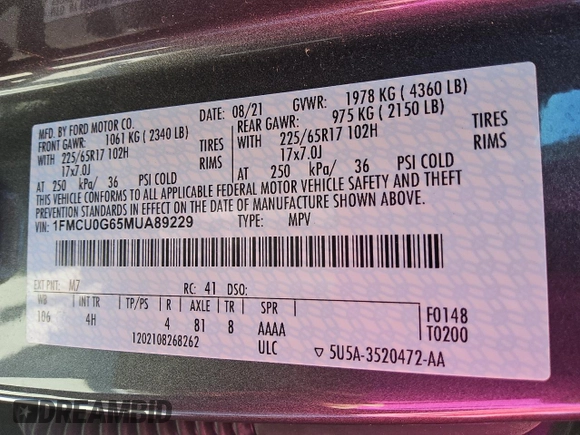 MFD. BY FORD MOTOR CO.
DATE: 08/21 GVWR: 1978 KG ( 4360 LB)
FRONT GAWR: 1061 KG ( 2340 LB)
REAR GAWR: 975 KG ( 2150 LB)
WITH 225/65R17 102H TIRES
WITH 225/65R17 102H TIRES
17x7.0J RIMS
17x7.0J RIMS
AT 250 kPa/ 36 PSI COLD
AT 250 kPa/ 36 PSI COLD
THIS VEHICLE CONFORMS TO ALL APPLICABLE FEDERAL MOTOR VEHICLE SAFETY AND THEFT
PREVENTION STANDARDS IN EFFECT ON THE DATE OF MANUFACTURE SHOWN ABOVE.
VIN: 1FMCU0G65MUA89229 TYPE: MPV
EXT PNT: M7 RC: 41 DSO:
WB INT TR TP/PS R AXLE TR SPR
106 4H 4 81 8 AAAA
1202108268262 ULC
F0148
T0200
▽ 5U5A-3520472-AA
DREAMBID